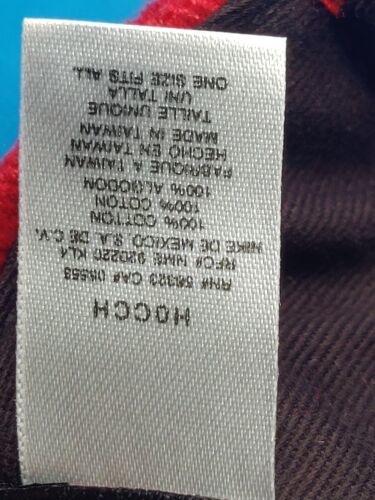 HOCCH
RN# 56323 CA# 05553
RFC# NME 920220 KL4
NIKE DE MEXICO S.A. DE C.V.
100% COTTON
100% COTON
100% ALGODON
FABRIQUE A TAIWAN
HECHO EN TAIWAN
MADE IN TAIWAN
TAILLE UNIQUE
UNI TALLA
ONE SIZE FITS ALL